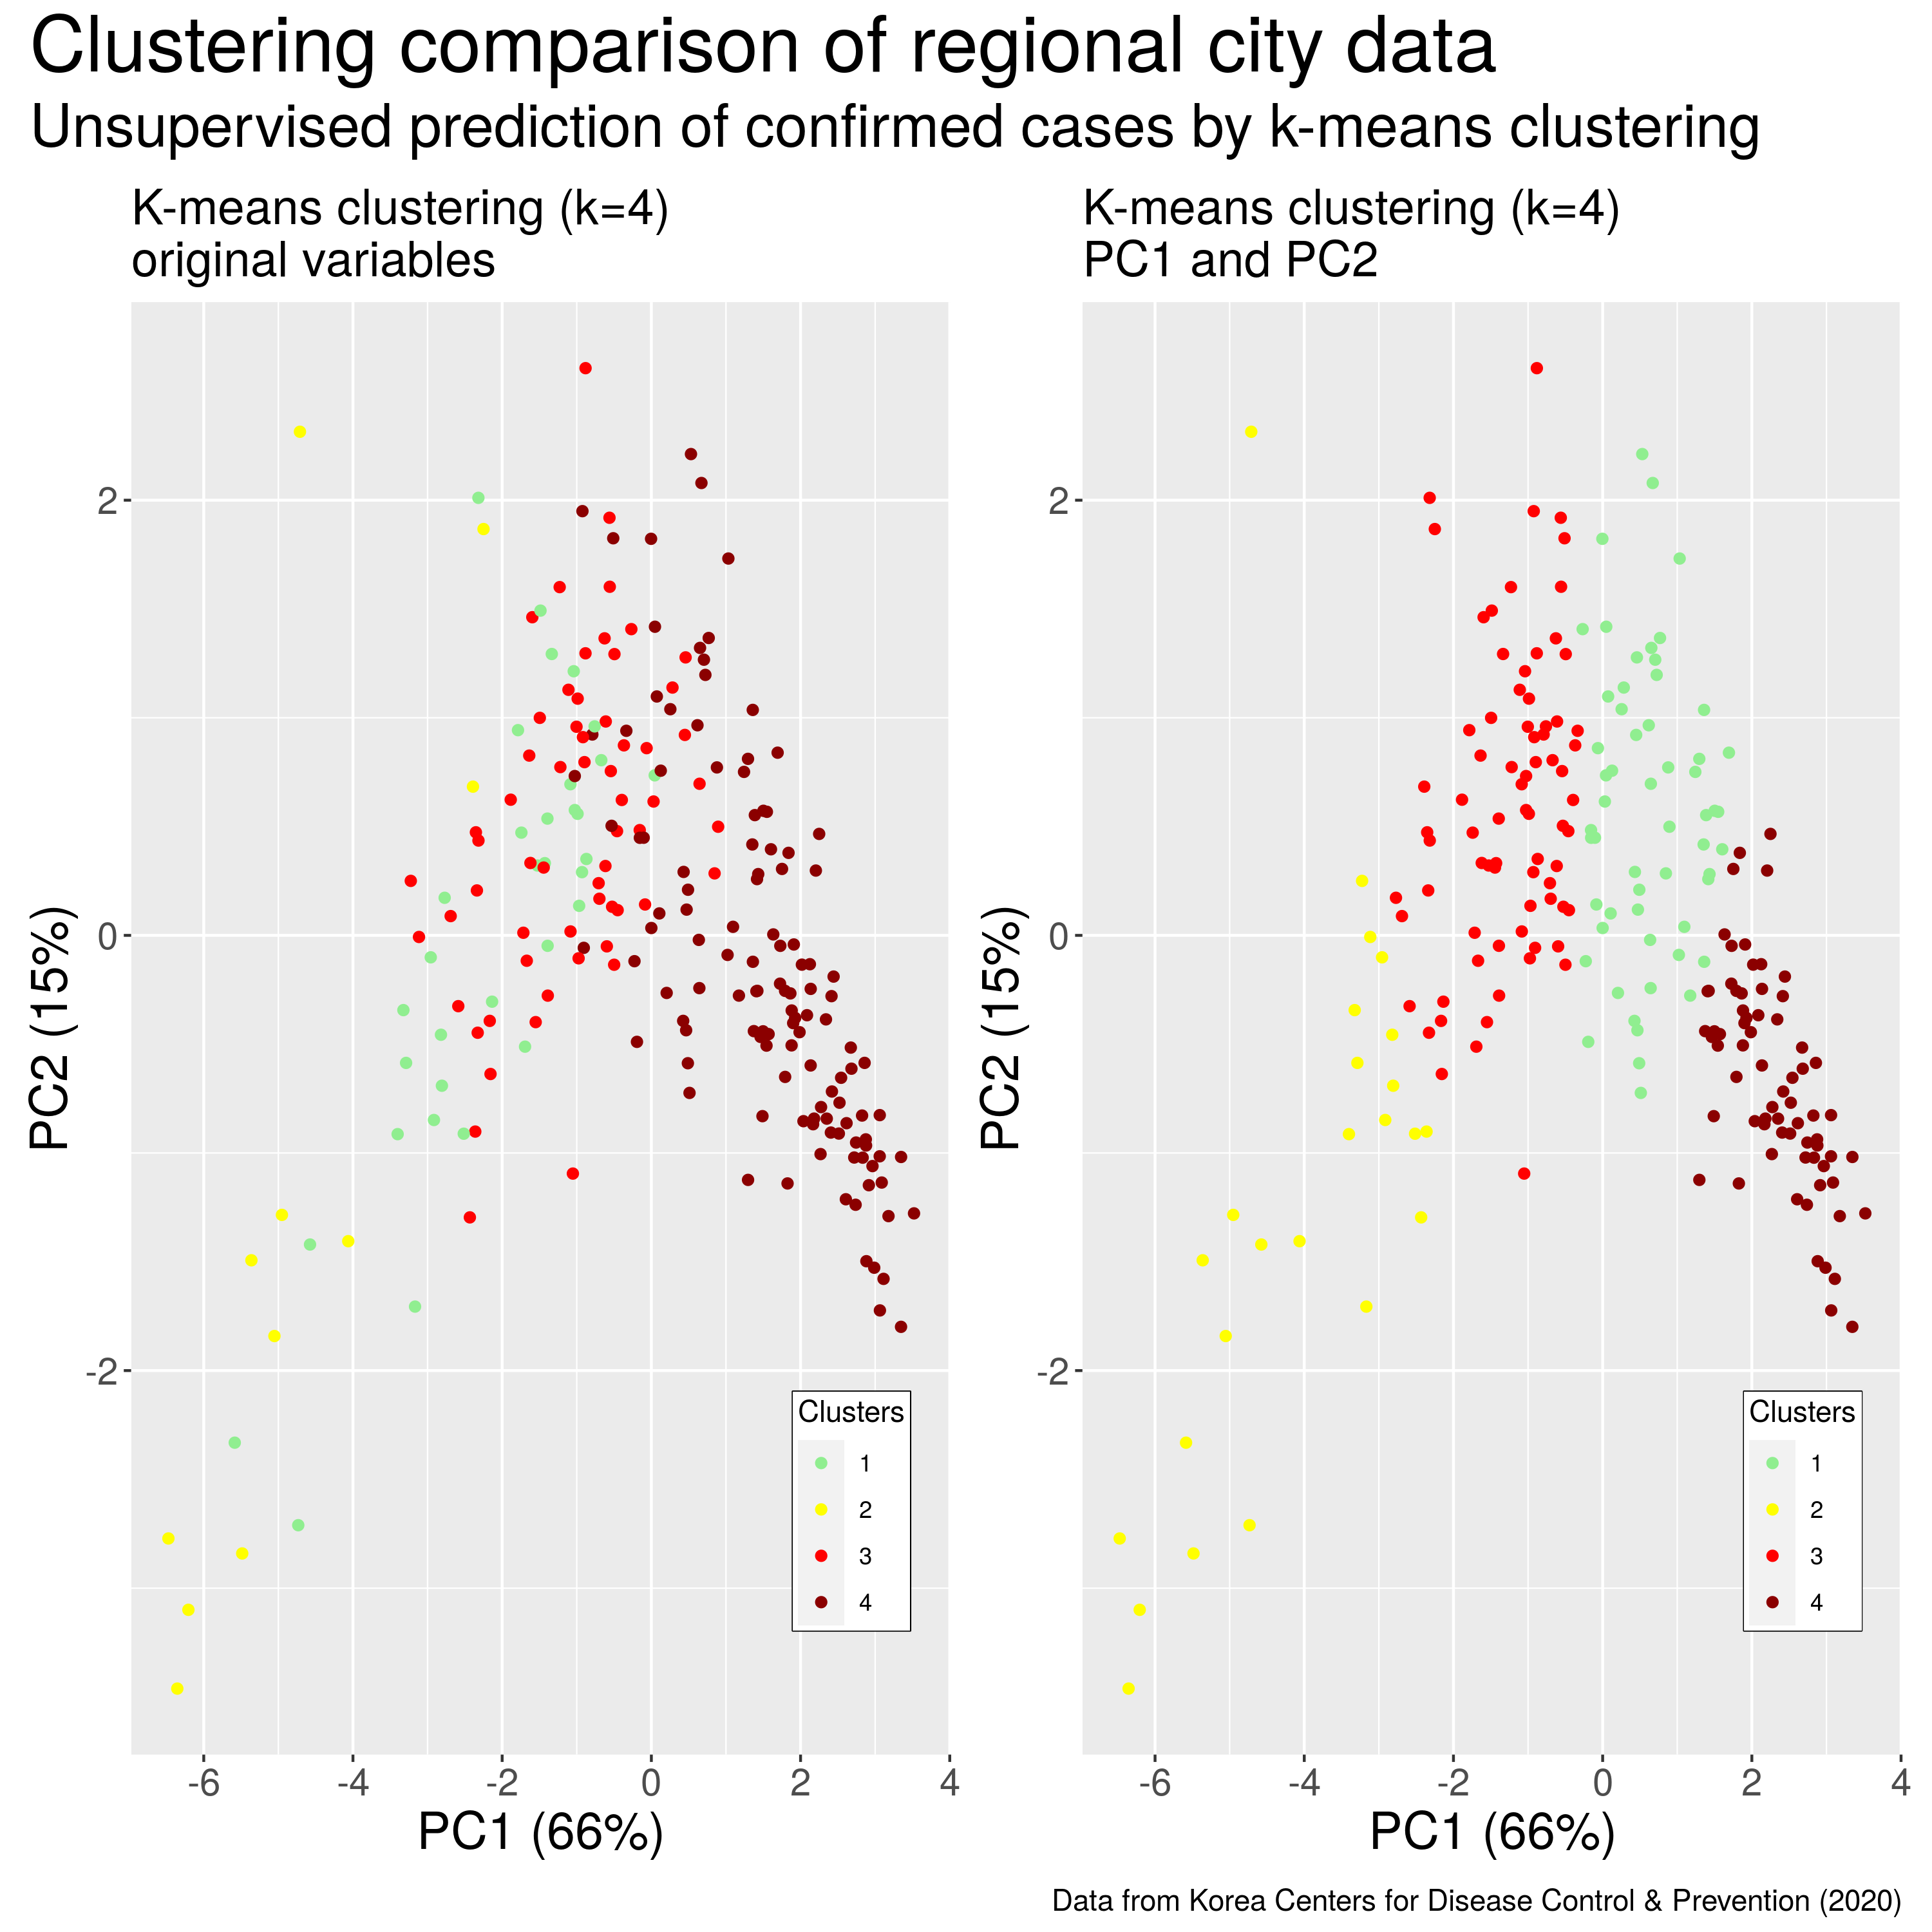 Clustering comparison of regional city data
Unsupervised prediction of confirmed cases by k-means clustering
K-means clustering (k=4)
original variables
PC2 (15%)
2
0
-2
-6
-4
-2
0
2
4
PC1 (66%)
Clusters
1
2
3
4
K-means clustering (k=4)
PC1 and PC2
PC2 (15%)
2
0
-2
-6
-4
-2
0
2
4
PC1 (66%)
Clusters
1
2
3
4
Data from Korea Centers for Disease Control & Prevention (2020)